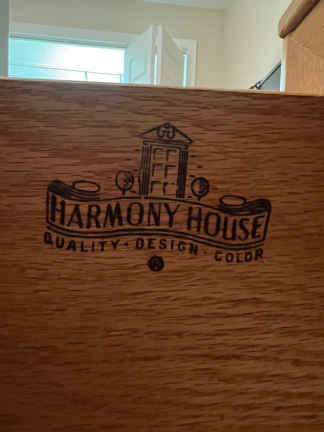 HARMONY HOUSE
QUALITY · DESIGN · COLOR
®